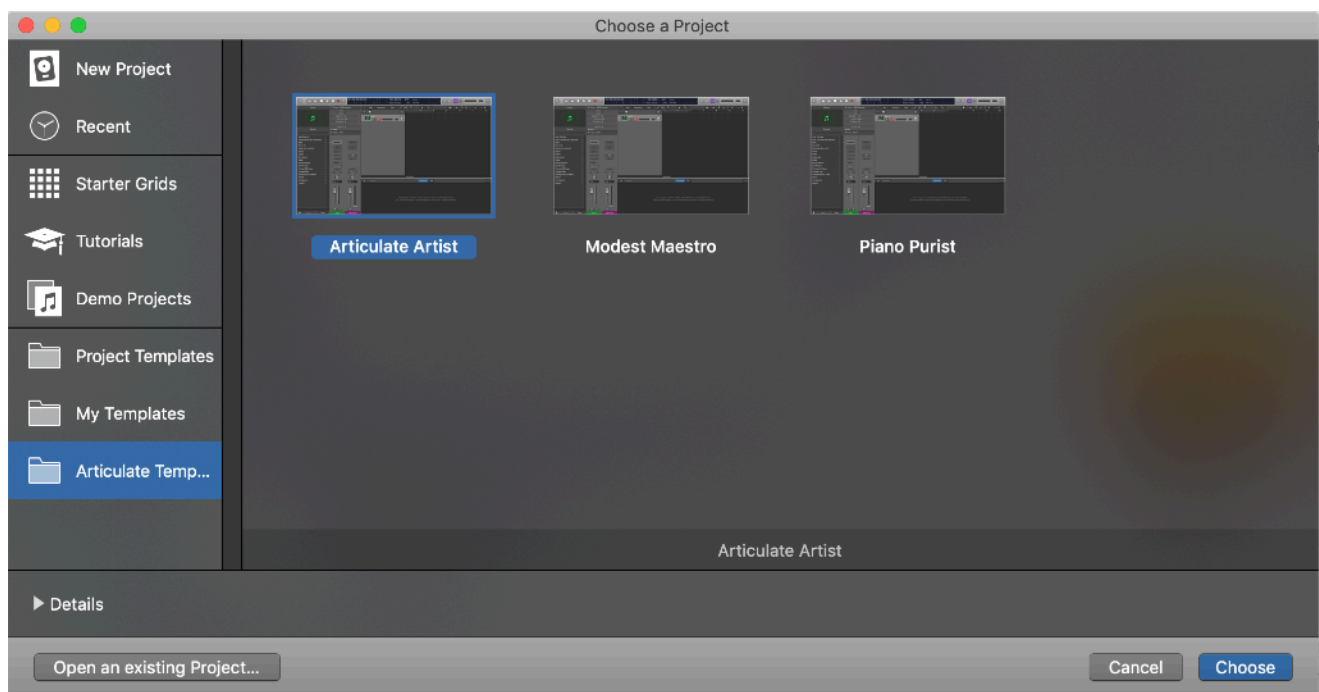 Choose a Project
New Project
Recent
Starter Grids
Tutorials
Demo Projects
Project Templates
My Templates
Articulate Temp...
Articulate Artist
Modest Maestro
Piano Purist
Articulate Artist
Details
Open an existing Project...
Cancel
Choose